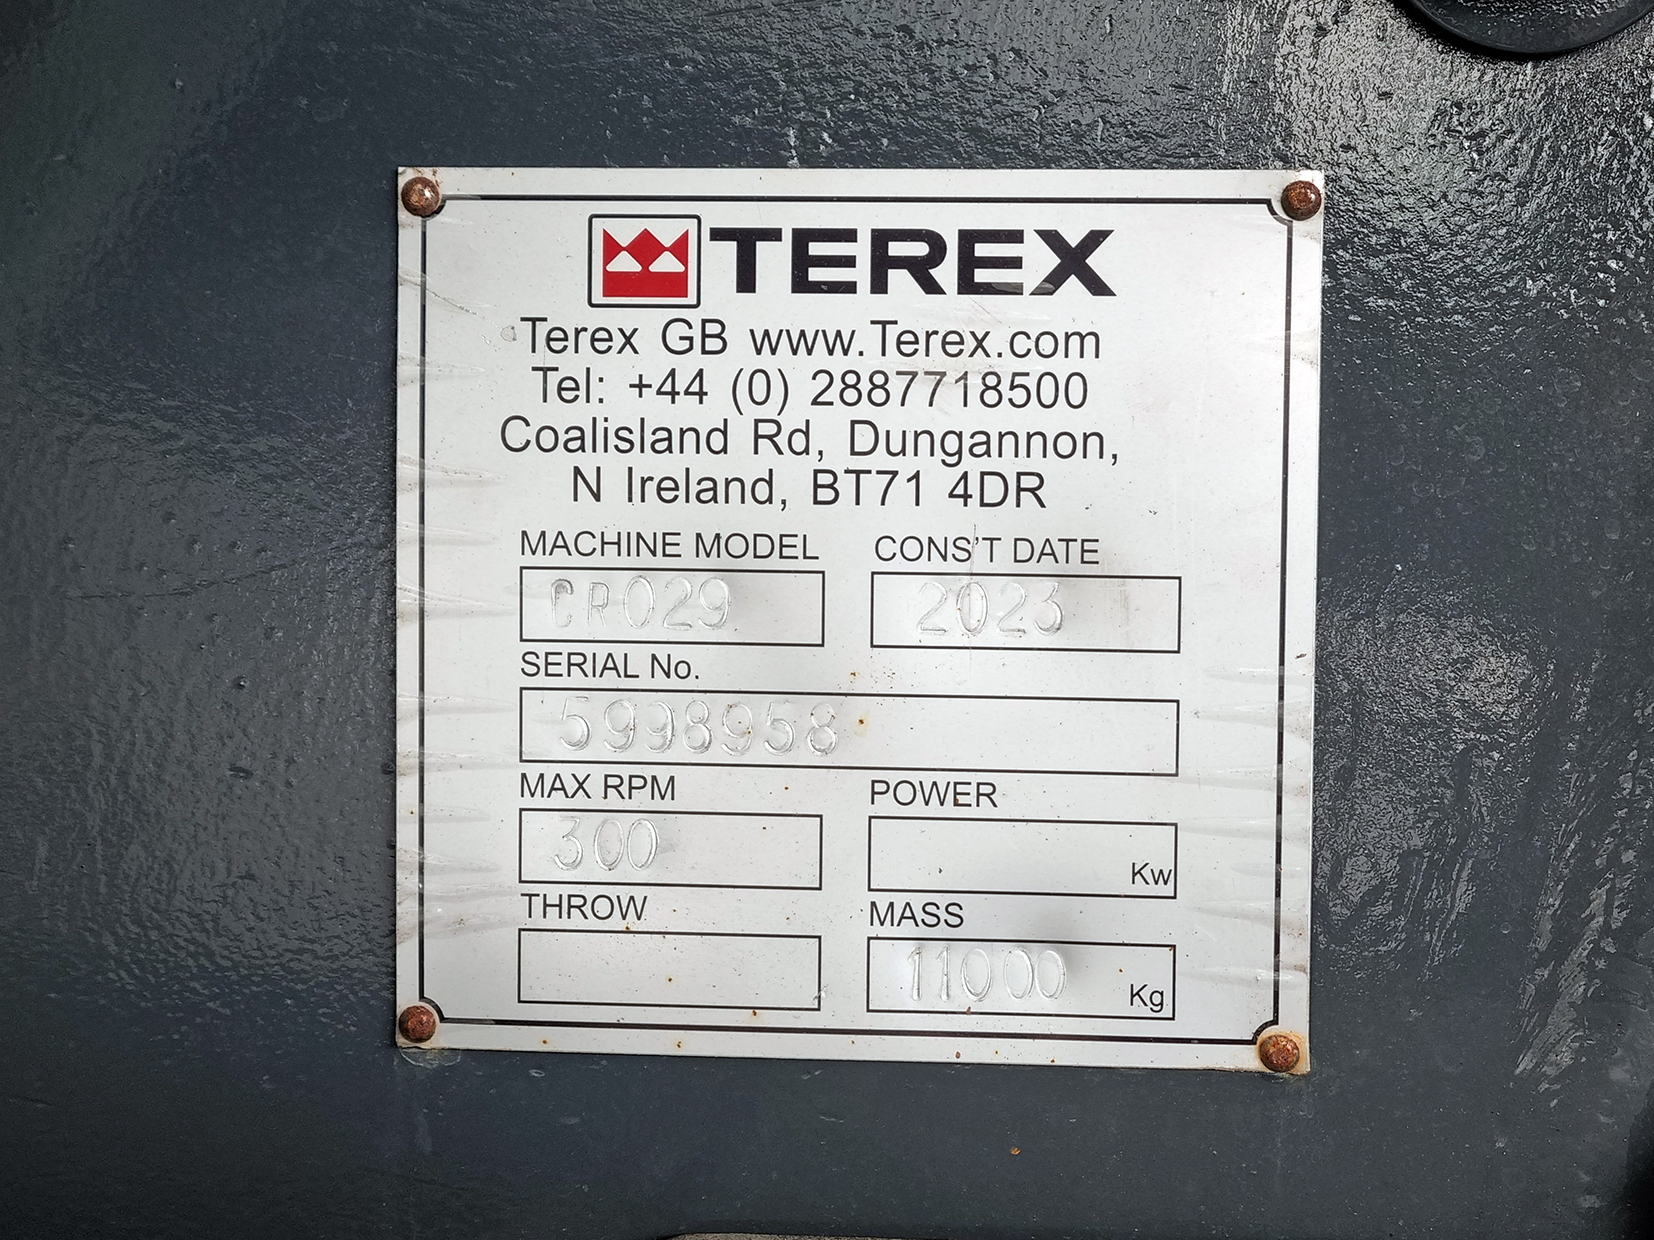 TEREX
Terex GB www.Terex.com
Tel: +44 (0) 2887718500
Coalisland Rd, Dungannon,
N Ireland, BT71 4DR
MACHINE MODEL CONS'T DATE
CR029 2023
SERIAL No.
5998958
MAX RPM POWER
300 Kw
THROW MASS
11000 Kg